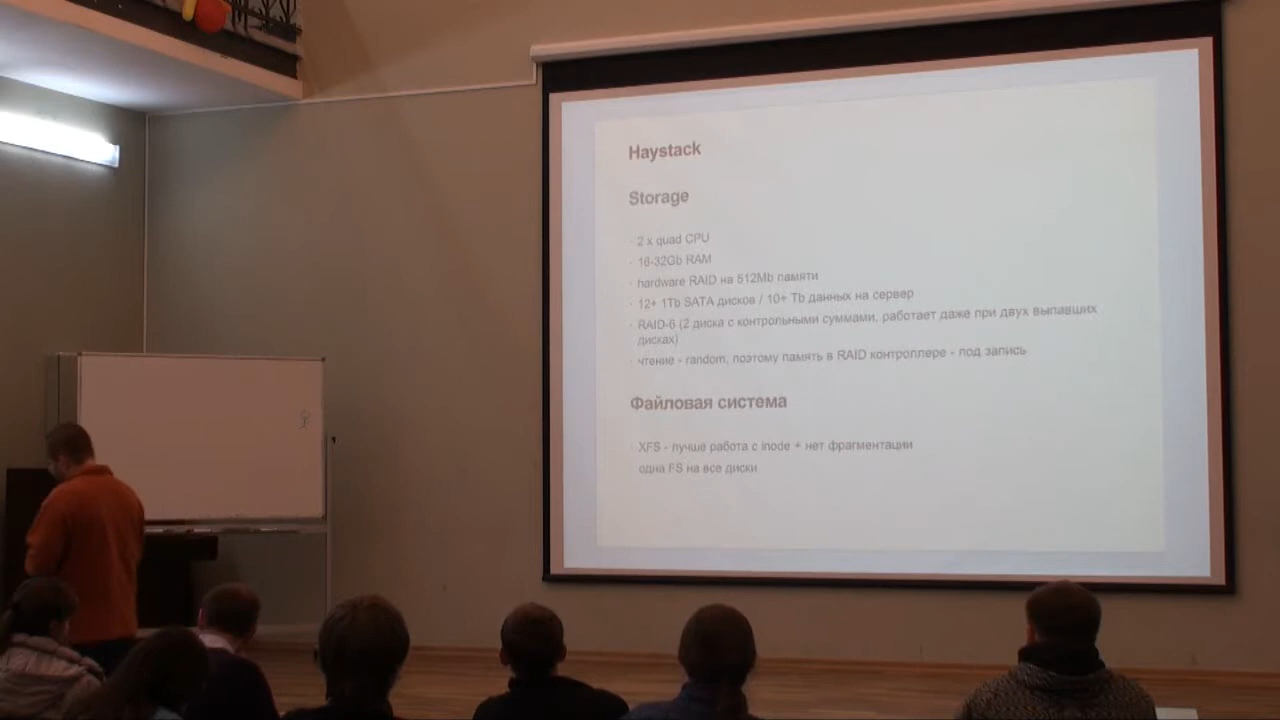 Haystack
Storage
· 2 x quad CPU
· 16-32Gb RAM
· hardware RAID на 512Mb памяти
· 12+ 1Tb SATA дисков / 10+ Tb данных на сервер
· RAID-6 (2 диска с контрольными суммами, работает даже при двух выпавших
дисках)
· чтение - random, поэтому память в RAID контроллере - под запись
Файловая система
· XFS - лучше работа с inode + нет фрагментации
одна FS на все диски